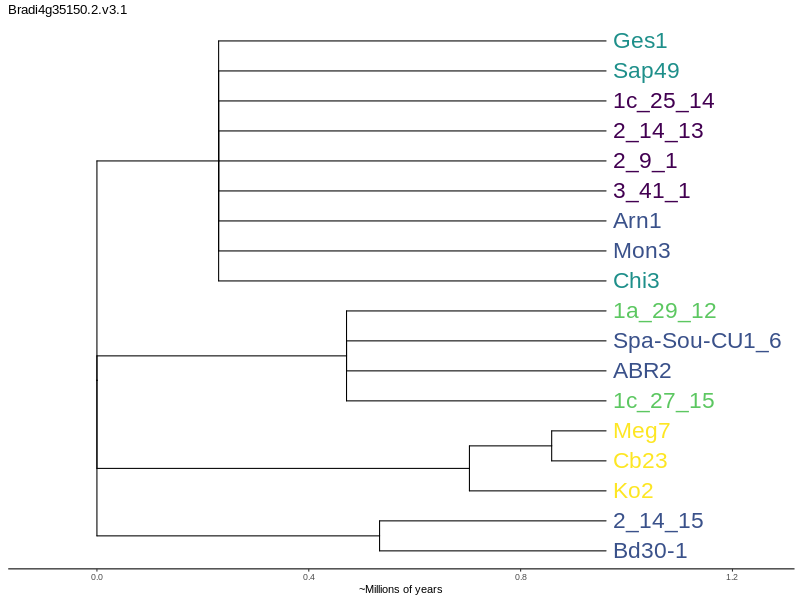 Bradi4g35150.2.v3.1
Ges1
Sap49
1c_25_14
2_14_13
2_9_1
3_41_1
Arn1
Mon3
Chi3
1a_29_12
Spa-Sou-CU1_6
ABR2
1c_27_15
Meg7
Cb23
Ko2
2_14_15
Bd30-1
0.0 0.4 0.8 1.2
~Millions of years